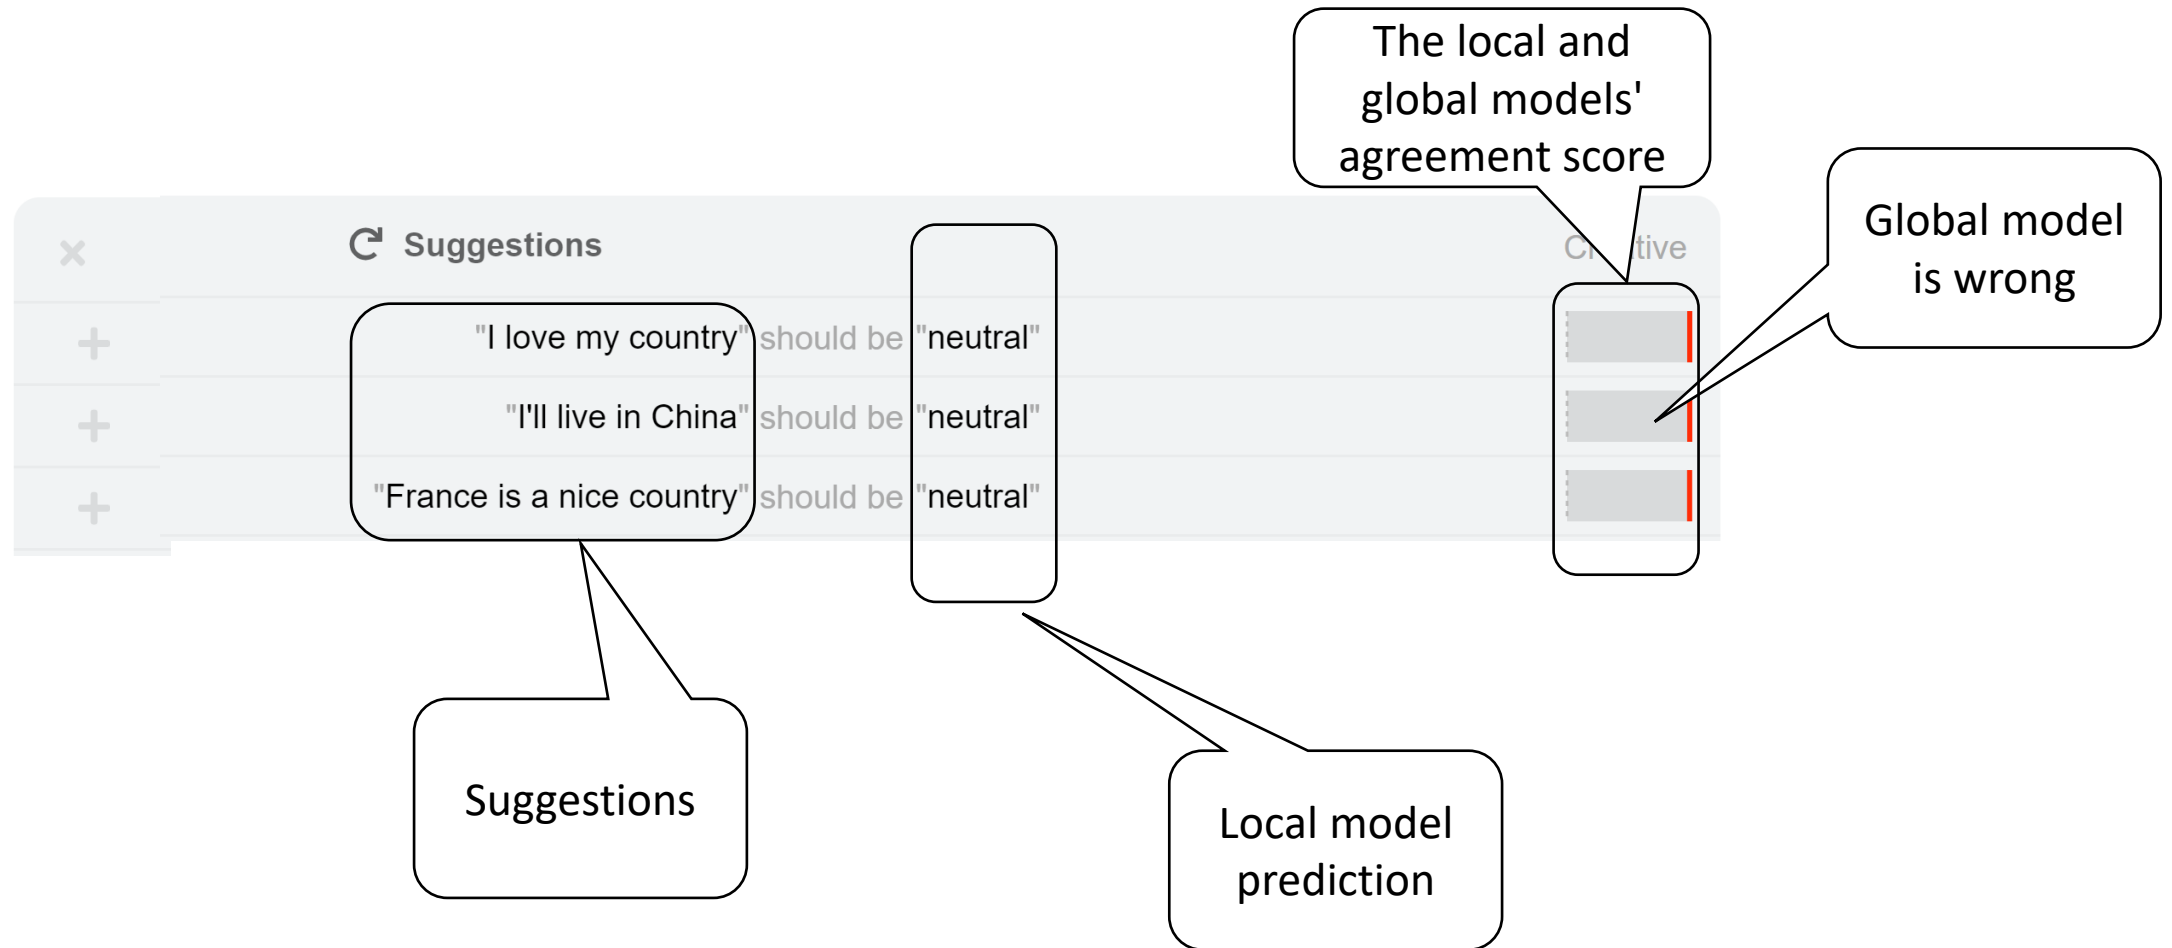 The local and
global models'
agreement score
Global model
is wrong
Suggestions
"I love my country" should be "neutral"
"I'll live in China" should be "neutral"
"France is a nice country" should be "neutral"
Suggestions
Local model
prediction